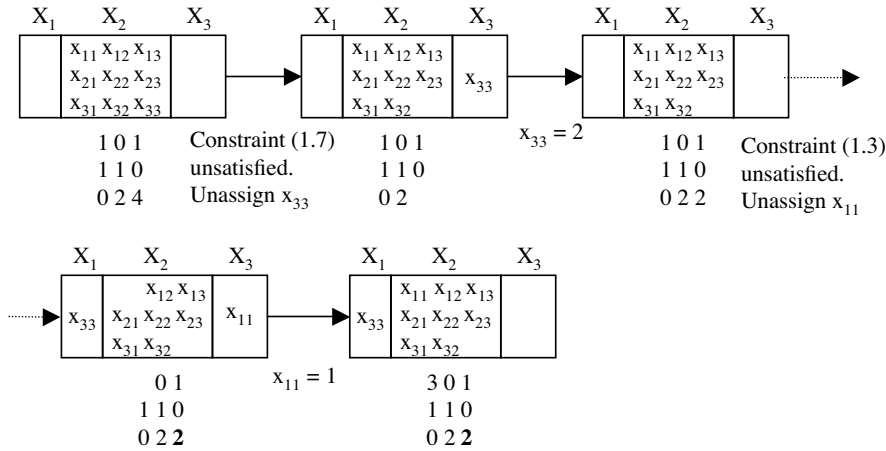 X1 X2 X3
x11 x12 x13
x21 x22 x23
x31 x32 x33
1 0 1
1 1 0
0 2 4
Constraint (1.7)
unsatisfied.
Unassign x33
X1 X2 X3
x11 x12 x13
x21 x22 x23
x31 x32
x33
1 0 1
1 1 0
0 2
x33 = 2
X1 X2 X3
x11 x12 x13
x21 x22 x23
x31 x32
1 0 1
1 1 0
0 2 2
Constraint (1.3)
unsatisfied.
Unassign x11
X1 X2 X3
x33
x12 x13
x21 x22 x23
x31 x32
x11
0 1
1 1 0
0 2 2
x11 = 1
X1 X2 X3
x33
x11 x12 x13
x21 x22 x23
x31 x32
3 0 1
1 1 0
0 2 2